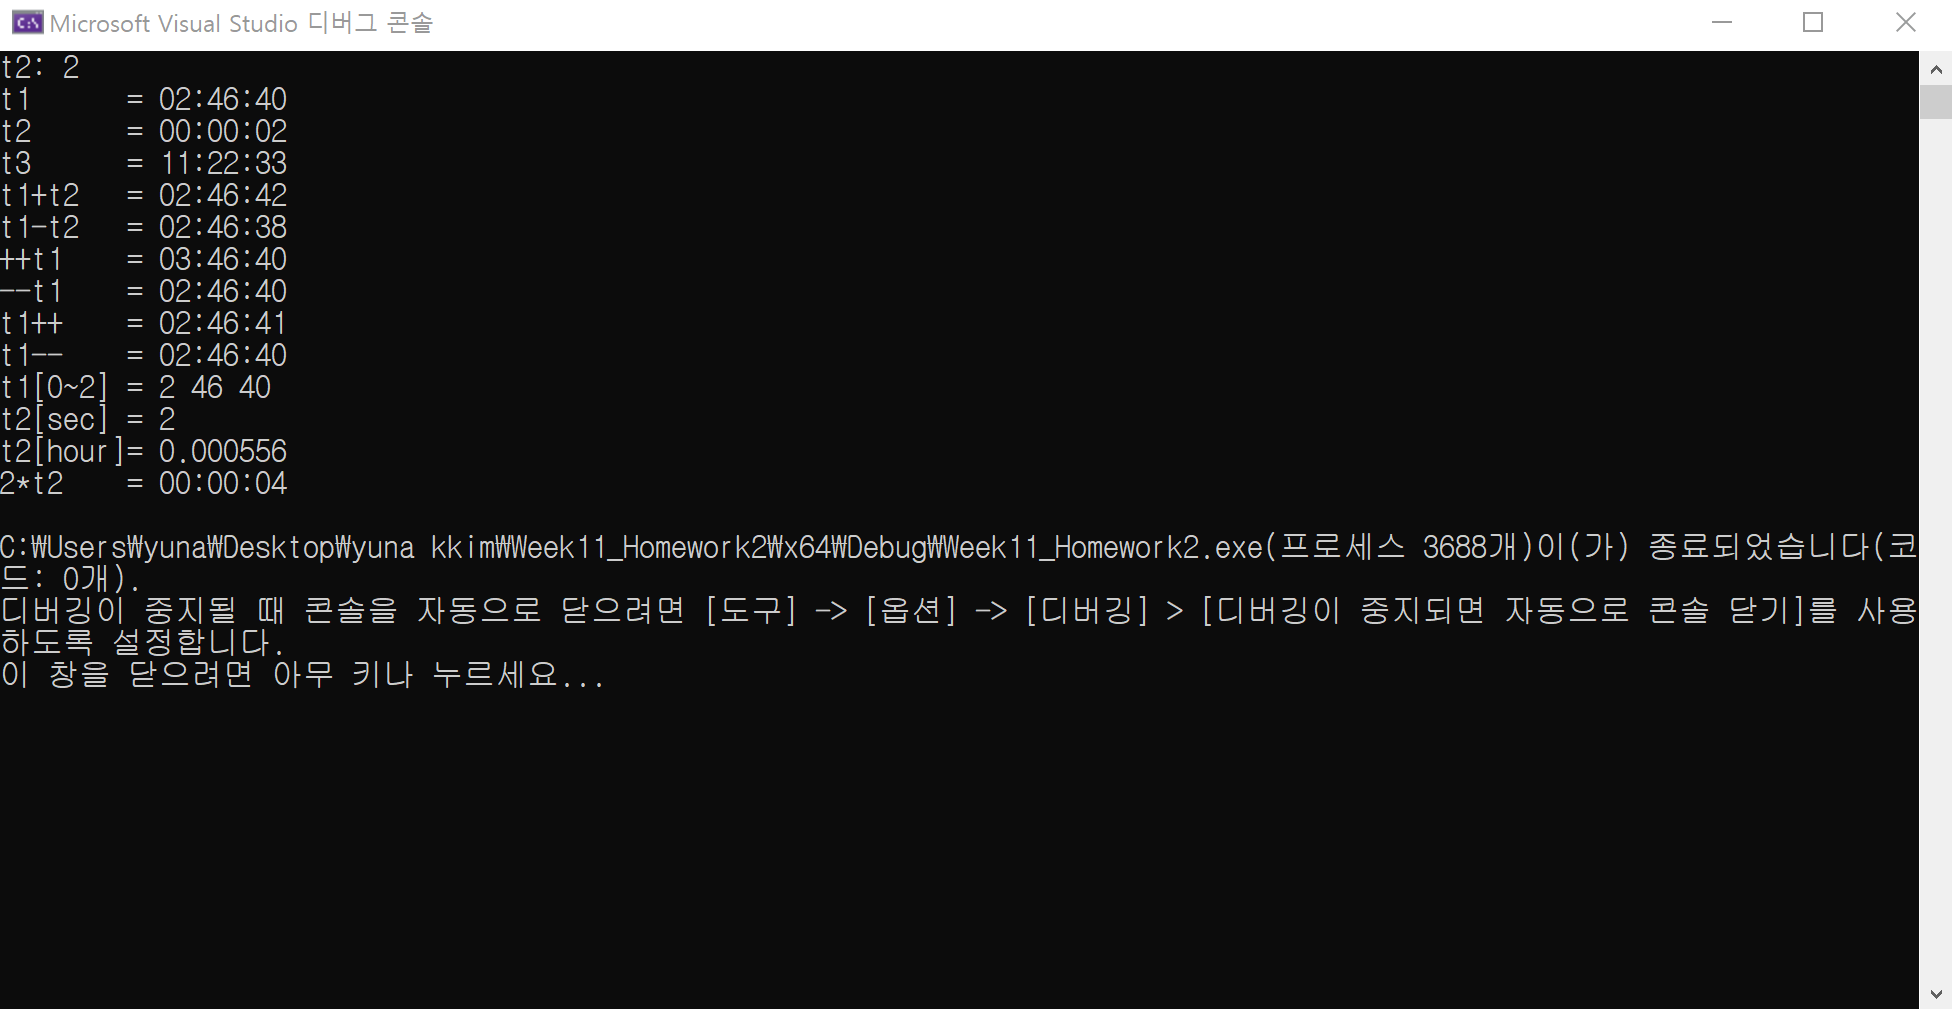 Microsoft Visual Studio 디버그 콘솔
t2: 2
t1      = 02:46:40
t2      = 00:00:02
t3      = 11:22:33
t1+t2   = 02:46:42
t1-t2   = 02:46:38
++t1    = 03:46:40
--t1    = 02:46:40
t1++    = 02:46:41
t1--    = 02:46:40
t1[0~2] = 2 46 40
t2[sec] = 2
t2[hour]= 0.000556
2*t2    = 00:00:04
C:₩Users₩yuna₩Desktop₩yuna kkim₩Week11_Homework2₩x64₩Debug₩Week11_Homework2.exe(프로세스 3688개)이(가) 종료되었습니다(코
드: 0개).
디버깅이 중지될 때 콘솔을 자동으로 닫으려면 [도구] -> [옵션] -> [디버깅] > [디버깅이 중지되면 자동으로 콘솔 닫기]를 사용
하도록 설정합니다.
이 창을 닫으려면 아무 키나 누르세요...